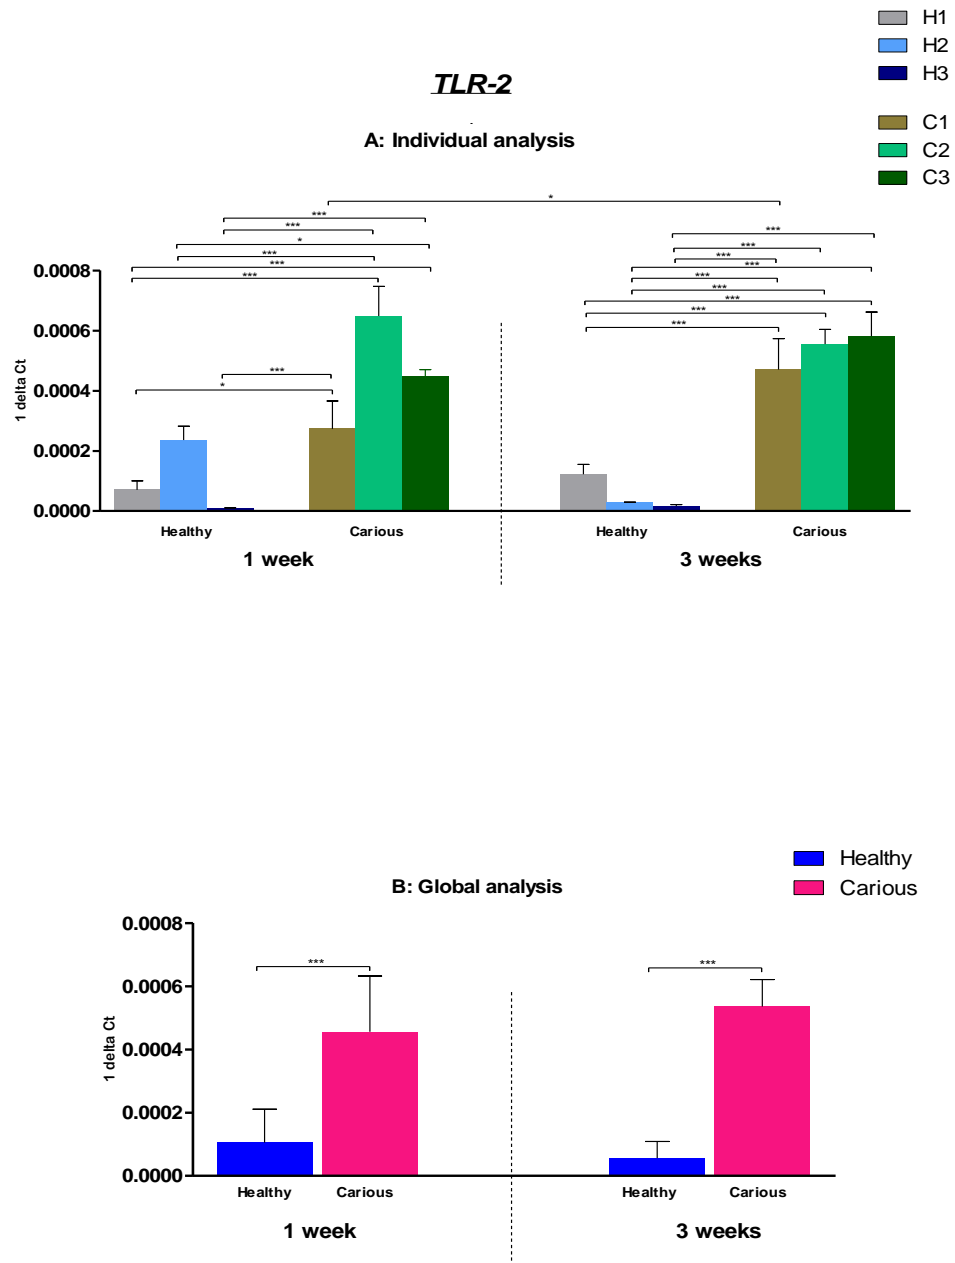 H1
H2
H3
TLR-2
C1
A: Individual analysis
C2
C3
*
***
***
***
*
***
***
***
***
***
***
***
***
***
***
***
***
***
*
0.0008
0.0006
0.0004
0.0002
0.0000
1 delta Ct
Healthy
Carious
Healthy
Carious
1 week
3 weeks
Healthy
B: Global analysis
Carious
0.0008
0.0006
0.0004
0.0002
0.0000
1 delta Ct
***
***
Healthy
Carious
Healthy
Carious
1 week
3 weeks